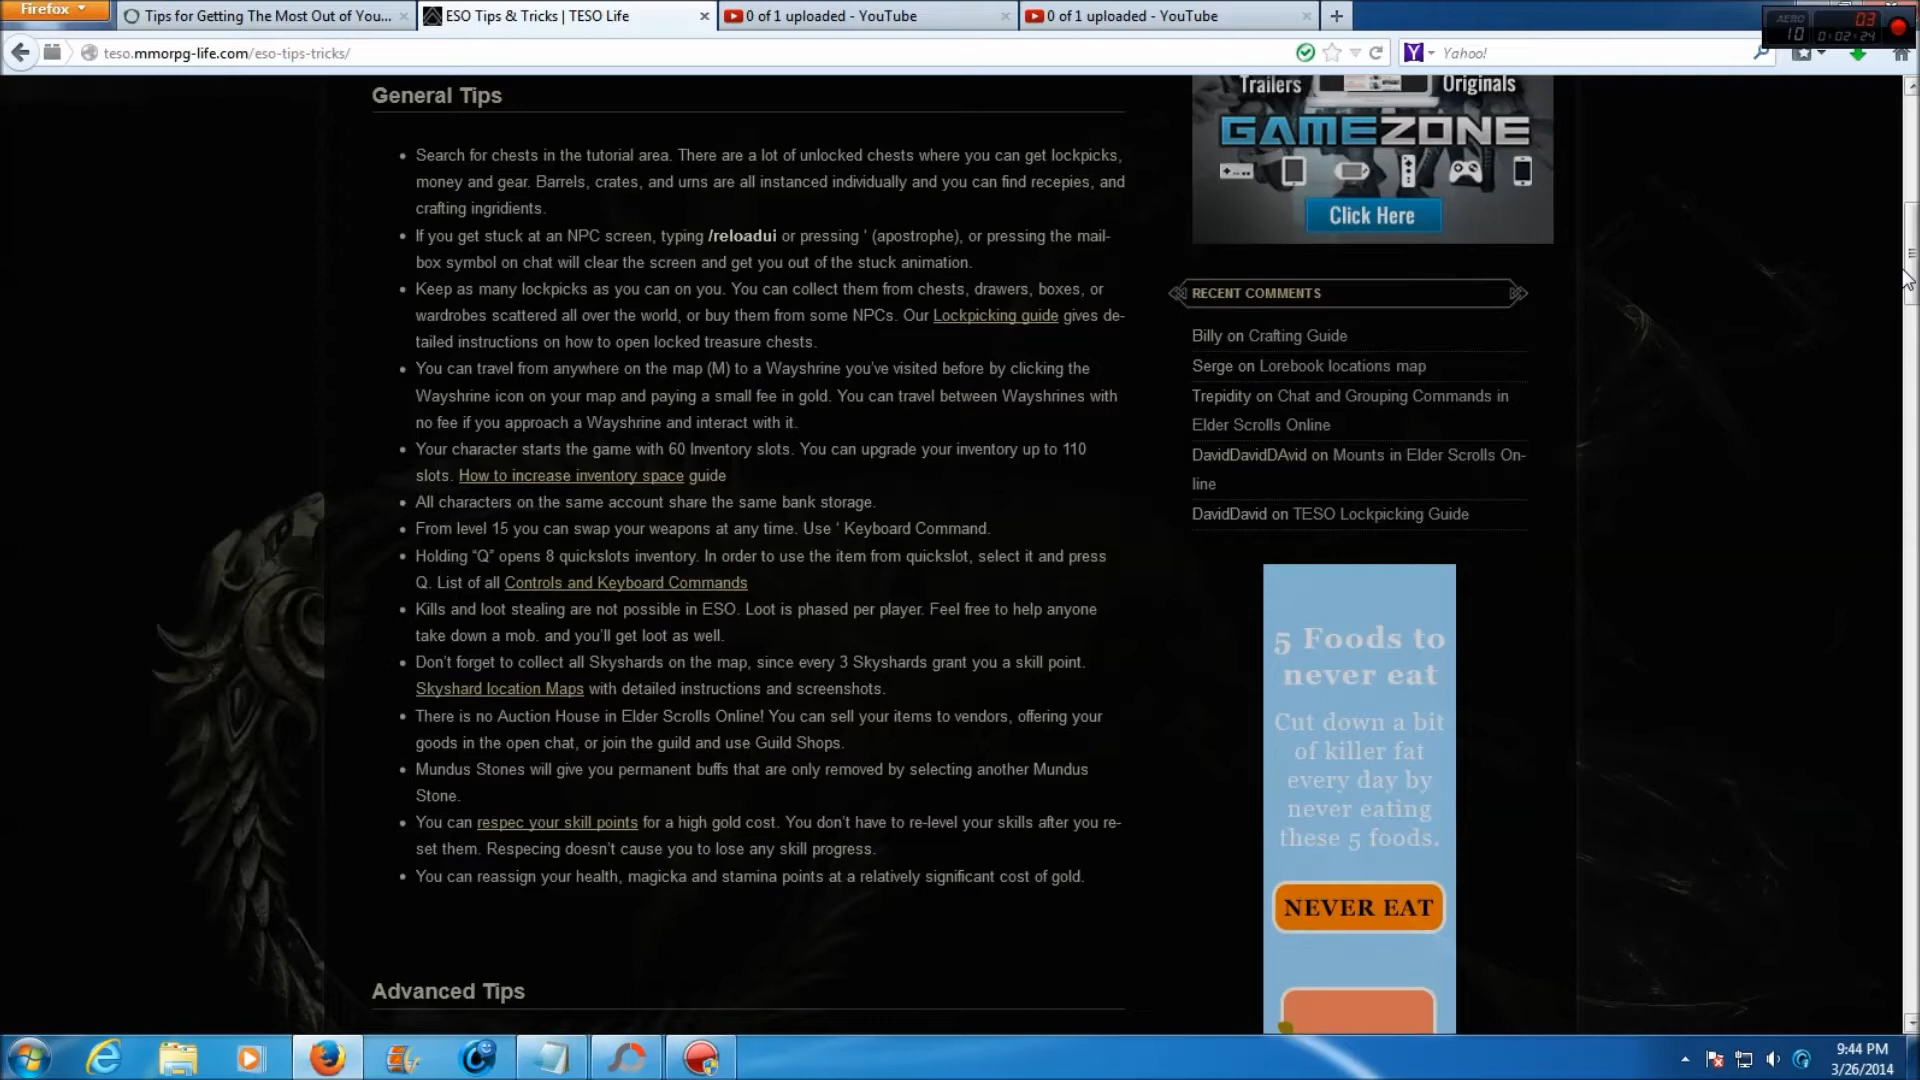 Firefox
Tips for Getting The Most Out of You...
ESO Tips & Tricks | TESO Life
0 of 1 uploaded - YouTube
0 of 1 uploaded - YouTube
AERO
10
03
0:02:24
teso.mmorpg-life.com/eso-tips-tricks/
Yahoo!
General Tips
Search for chests in the tutorial area. There are a lot of unlocked chests where you can get lockpicks,
money and gear. Barrels, crates, and urns are all instanced individually and you can find recepies, and
crafting ingridients.
If you get stuck at an NPC screen, typing /reloadui or pressing ' (apostrophe), or pressing the mail-
box symbol on chat will clear the screen and get you out of the stuck animation.
Keep as many lockpicks as you can on you. You can collect them from chests, drawers, boxes, or
wardrobes scattered all over the world, or buy them from some NPCs. Our Lockpicking guide gives de-
tailed instructions on how to open locked treasure chests.
You can travel from anywhere on the map (M) to a Wayshrine you've visited before by clicking the
Wayshrine icon on your map and paying a small fee in gold. You can travel between Wayshrines with
no fee if you approach a Wayshrine and interact with it.
Your character starts the game with 60 Inventory slots. You can upgrade your inventory up to 110
slots. How to increase inventory space guide
All characters on the same account share the same bank storage.
From level 15 you can swap your weapons at any time. Use ' Keyboard Command.
Holding “Q” opens 8 quickslots inventory. In order to use the item from quickslot, select it and press
Q. List of all Controls and Keyboard Commands
Kills and loot stealing are not possible in ESO. Loot is phased per player. Feel free to help anyone
take down a mob. and you'll get loot as well.
Don't forget to collect all Skyshards on the map, since every 3 Skyshards grant you a skill point.
Skyshard location Maps with detailed instructions and screenshots.
There is no Auction House in Elder Scrolls Online! You can sell your items to vendors, offering your
goods in the open chat, or join the guild and use Guild Shops.
Mundus Stones will give you permanent buffs that are only removed by selecting another Mundus
Stone.
You can respec your skill points for a high gold cost. You don't have to re-level your skills after you re-
set them. Respecing doesn't cause you to lose any skill progress.
You can reassign your health, magicka and stamina points at a relatively significant cost of gold.
Advanced Tips
Trailers
Originals
GAMEZONE
Click Here
RECENT COMMENTS
Billy on Crafting Guide
Serge on Lorebook locations map
Trepidity on Chat and Grouping Commands in
Elder Scrolls Online
DavidDavidDAvid on Mounts in Elder Scrolls On-
line
DavidDavid on TESO Lockpicking Guide
5 Foods to
never eat
Cut down a bit
of killer fat
every day by
never eating
these 5 foods.
NEVER EAT
9:44 PM
3/26/2014